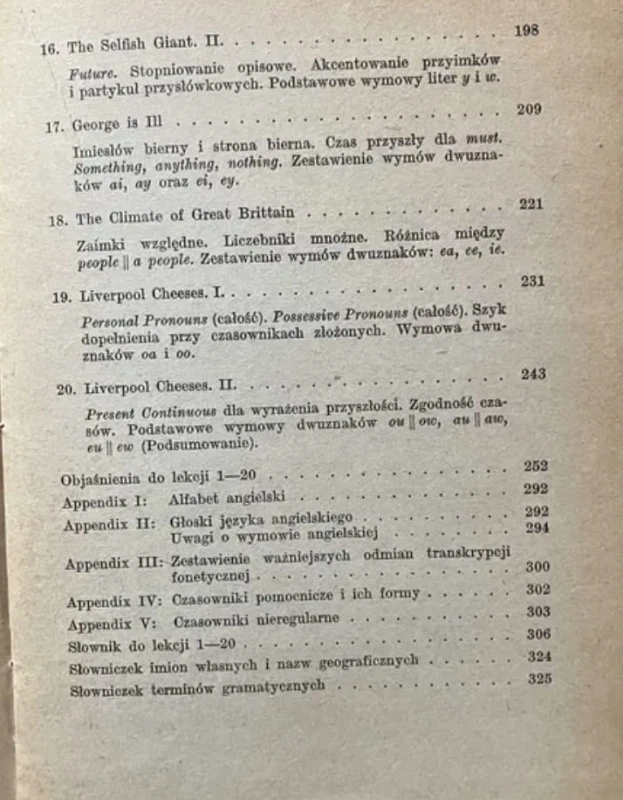 16. The Selfish Giant. II. . . . . . . . . . . . . . . . . 198
Future. Stopniowanie opisowe. Akcentowanie przyimków
i partykuł przysłówkowych. Podstawowe wymowy liter y i w.
17. George is Ill . . . . . . . . . . . . . . . . . . . . 209
Imiesłów bierny i strona bierna. Czas przyszły dla must.
Something, anything, nothing. Zestawienie wymów dwuzna-
ków ai, ay oraz ei, ey.
18. The Climate of Great Brittain . . . . . . . . . . . . . 221
Zaimki względne. Liczebniki mnożne. Różnica między
people || a people. Zestawienie wymów dwuznaków: ea, ee, ie.
19. Liverpool Cheeses. I. . . . . . . . . . . . . . . . . . 231
Personal Pronouns (całość). Possessive Pronouns (całość). Szyk
dopełnienia przy czasownikach złożonych. Wymowa dwu-
znaków oa i oo.
20. Liverpool Cheeses. II. . . . . . . . . . . . . . . . . 243
Present Continuous dla wyrażenia przyszłości. Zgodność cza-
sów. Podstawowe wymowy dwuznaków ou || ow, au || aw,
eu || ew (Podsumowanie).
Objaśnienia do lekcji 1—20 . . . . . . . . . . . . . . . 252
Appendix I: Alfabet angielski . . . . . . . . . . . . . 292
Appendix II: Głoski języka angielskiego . . . . . . . . . 292
Uwagi o wymowie angielskiej . . . . . . . 294
Appendix III: Zestawienie ważniejszych odmian transkrypcji
fonetycznej . . . . . . . . . . . . . . . 300
Appendix IV: Czasowniki pomocnicze i ich formy . . . . . . 302
Appendix V: Czasowniki nieregularne . . . . . . . . . . 303
Słownik do lekcji 1—20 . . . . . . . . . . . . . . . . . 306
Słowniczek imion własnych i nazw geograficznych . . . . . . 324
Słowniczek terminów gramatycznych . . . . . . . . . . . 325